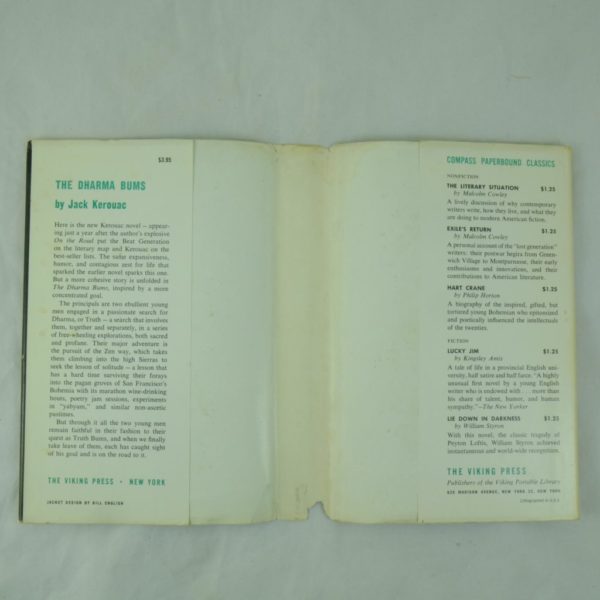 $3.95
THE DHARMA BUMS
by Jack Kerouac
Here is the new Kerouac novel — appear-
ing just a year after the author's explosive
On the Road put the Beat Generation
on the literary map and Kerouac on the
best-seller lists. The same expansiveness,
humor, and contagious zest for life that
sparked the earlier novel sparks this one.
But a more cohesive story is unfolded in
The Dharma Bums, inspired by a more
concentrated goal.
The principals are two ebullient young
men engaged in a passionate search for
Dharma, or Truth — a search that involves
them, together and separately, in a series
of free-wheeling explorations, both sacred
and profane. Their major adventure is
the pursuit of the Zen way, which takes
them climbing into the high Sierras to
seek the lesson of solitude — a lesson that
has a hard time surviving their forays
into the pagan groves of San Francisco's
Bohemia with its marathon wine-drinking
bouts, poetry jam sessions, experiments
in "yabyum," and similar non-ascetic
pastimes.
But through it all the two young men
remain faithful in their fashion to their
quest as Truth Bums, and when we finally
take leave of them, each has caught sight
of his goal and is on the road to it.
THE VIKING PRESS • NEW YORK
JACKET DESIGN BY BILL ENGLISH
COMPASS PAPERBOUND CLASSICS
NONFICTION
THE LITERARY SITUATION $1.25
by Malcolm Cowley
A lively discussion of why contemporary
writers write, how they live, and what they
are doing to modern American fiction.
EXILE'S RETURN $1.25
by Malcolm Cowley
A personal account of the "lost generation"
writers: their postwar hegira from Green-
wich Village to Montparnasse, their early
enthusiasms and innovations, and their
contributions to American literature.
HART CRANE $1.25
by Philip Horton
A biography of the inspired, gifted, but
tortured young Bohemian who epitomized
and poetically influenced the intellectuals
of the twenties.
FICTION
LUCKY JIM $1.25
by Kingsley Amis
A tale of life in a provincial English uni-
versity, half satire and half farce. "A highly
unusual first novel by a young English
writer who is endowed with . . . more than
his share of talent, humor, and human
sympathy."—The New Yorker
LIE DOWN IN DARKNESS $1.25
by William Styron
With this novel, the classic tragedy of
Peyton Loftis, William Styron achieved
instantaneous and world-wide recognition.
THE VIKING PRESS
Publishers of the Viking Portable Library
625 MADISON AVENUE, NEW YORK 22, NEW YORK
Lithographed in U.S.A.